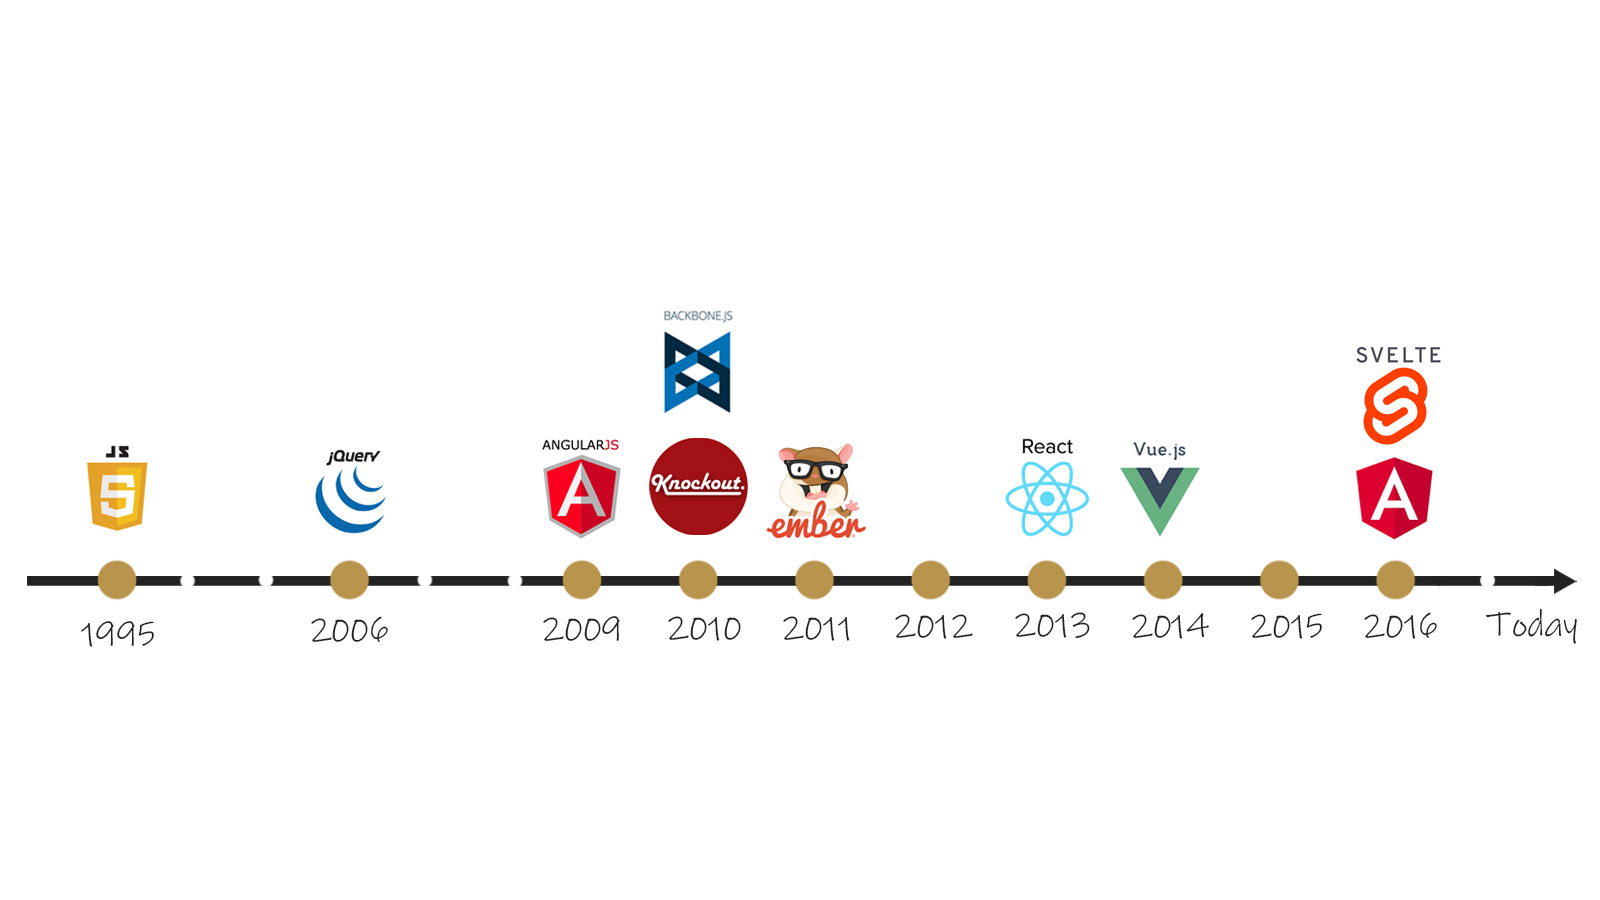 BACKBONE.JS
SVELTE
JS
5
jQuery
ANGULARJS
A
Knockout.
ember
React
Vue.js
A
1995
2006
2009
2010
2011
2012
2013
2014
2015
2016
Today